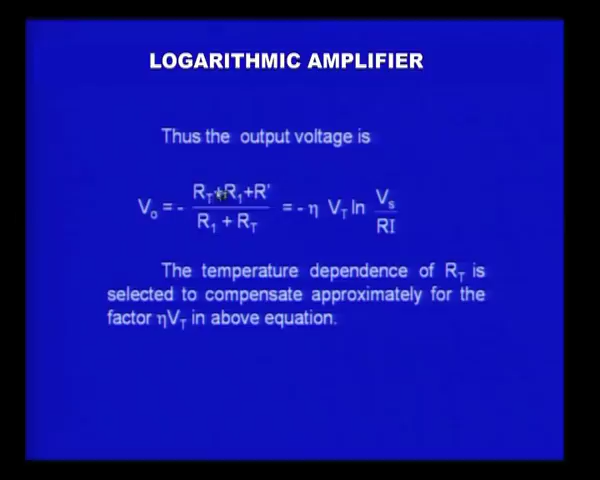 LOGARITHMIC AMPLIFIER
Thus the output voltage is
V₀ = - (R_T+R₁+R')/(R₁ + R_T) = - η V_T ln V_s/RI
The temperature dependence of R_T is
selected to compensate approximately for the
factor ηV_T in above equation.